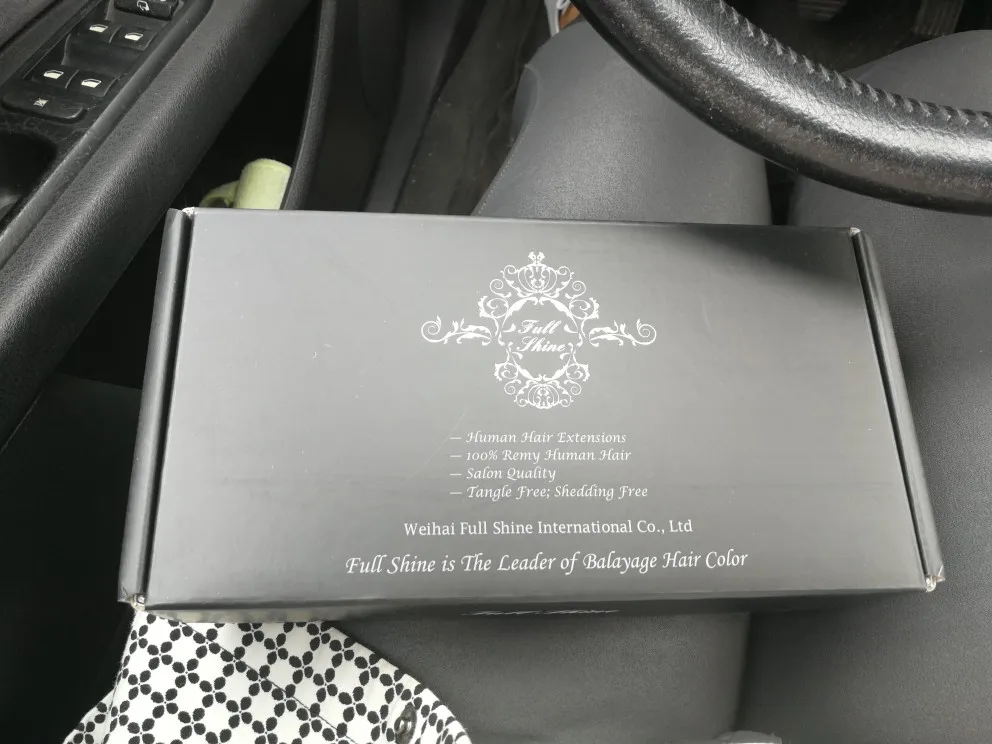 Full
Shine
— Human Hair Extensions
— 100% Remy Human Hair
— Salon Quality
— Tangle Free; Shedding Free
Weihai Full Shine International Co., Ltd
Full Shine is The Leader of Balayage Hair Color